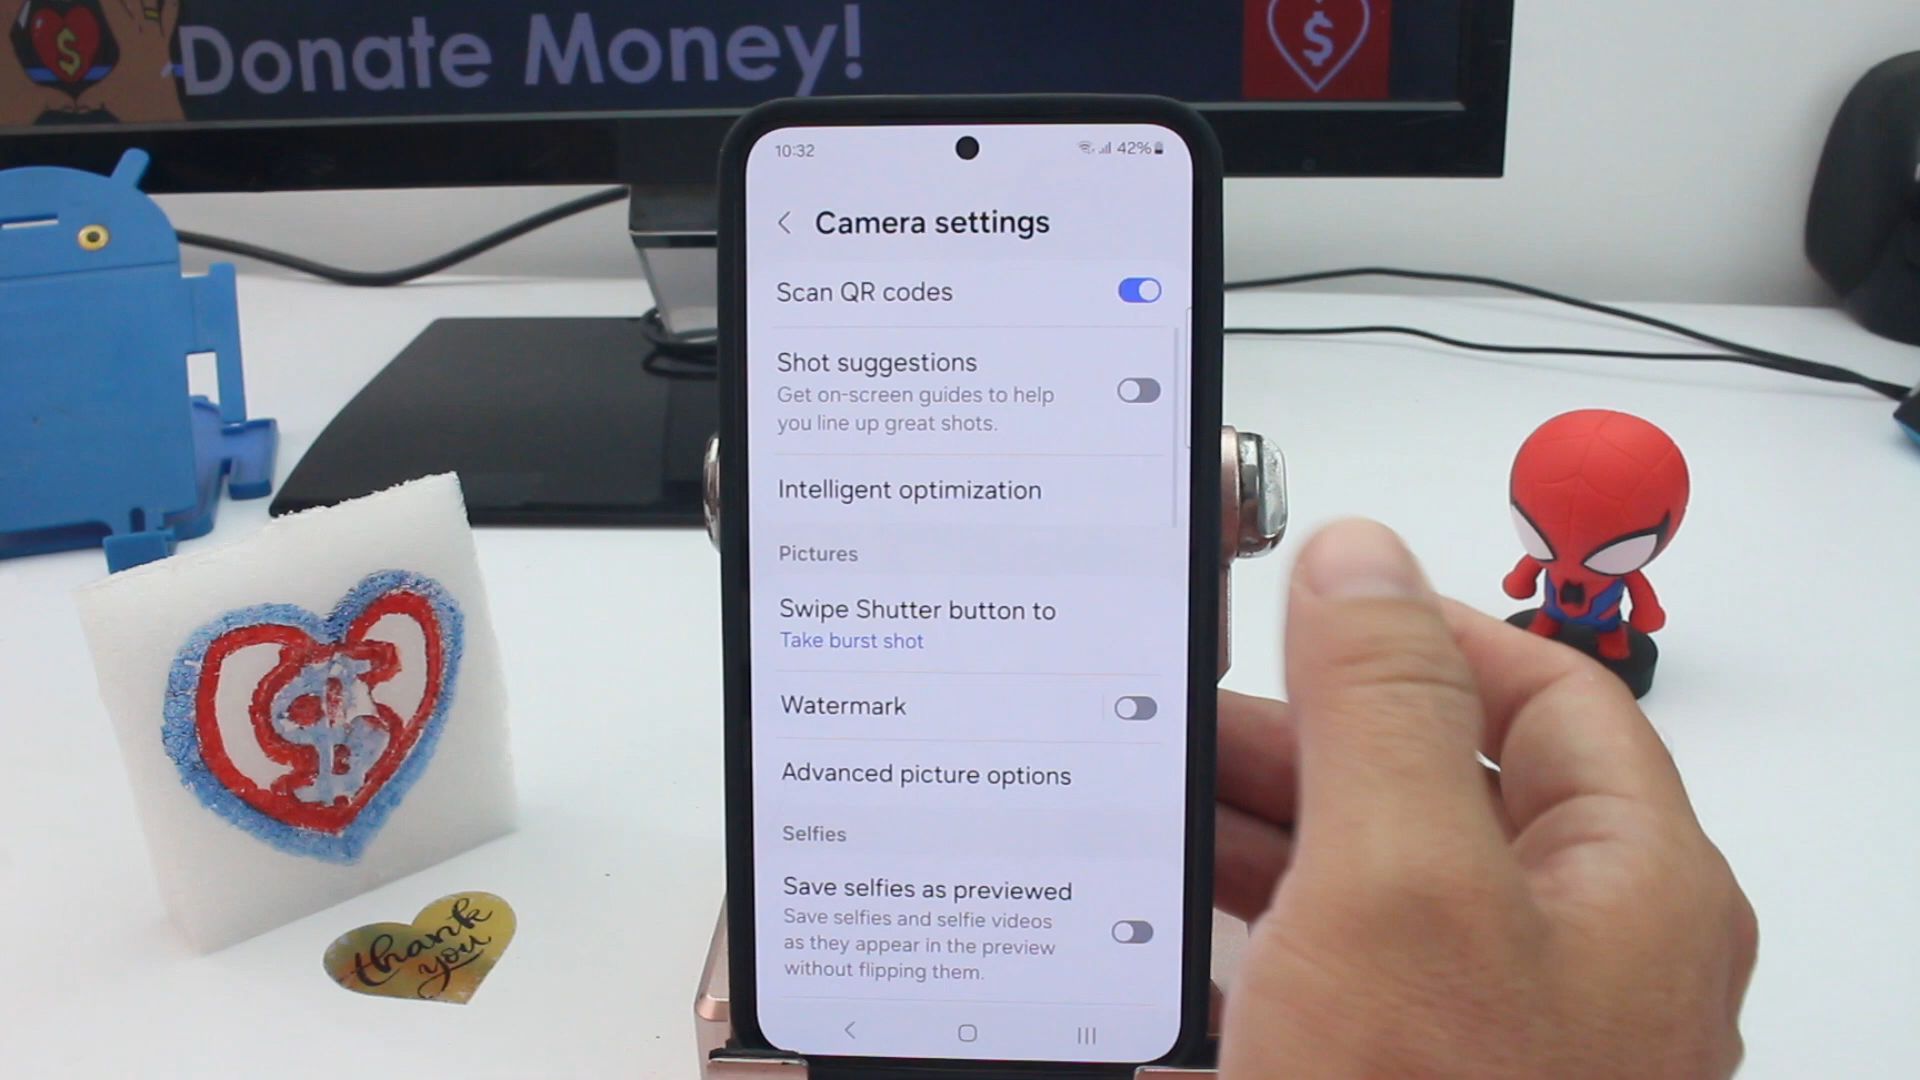 Donate Money!
$
$
10:32
42%
Camera settings
Scan QR codes
Shot suggestions
Get on-screen guides to help
you line up great shots.
Intelligent optimization
Pictures
Swipe Shutter button to
Take burst shot
Watermark
Advanced picture options
Selfies
Save selfies as previewed
Save selfies and selfie videos
as they appear in the preview
without flipping them.
$
thank
you